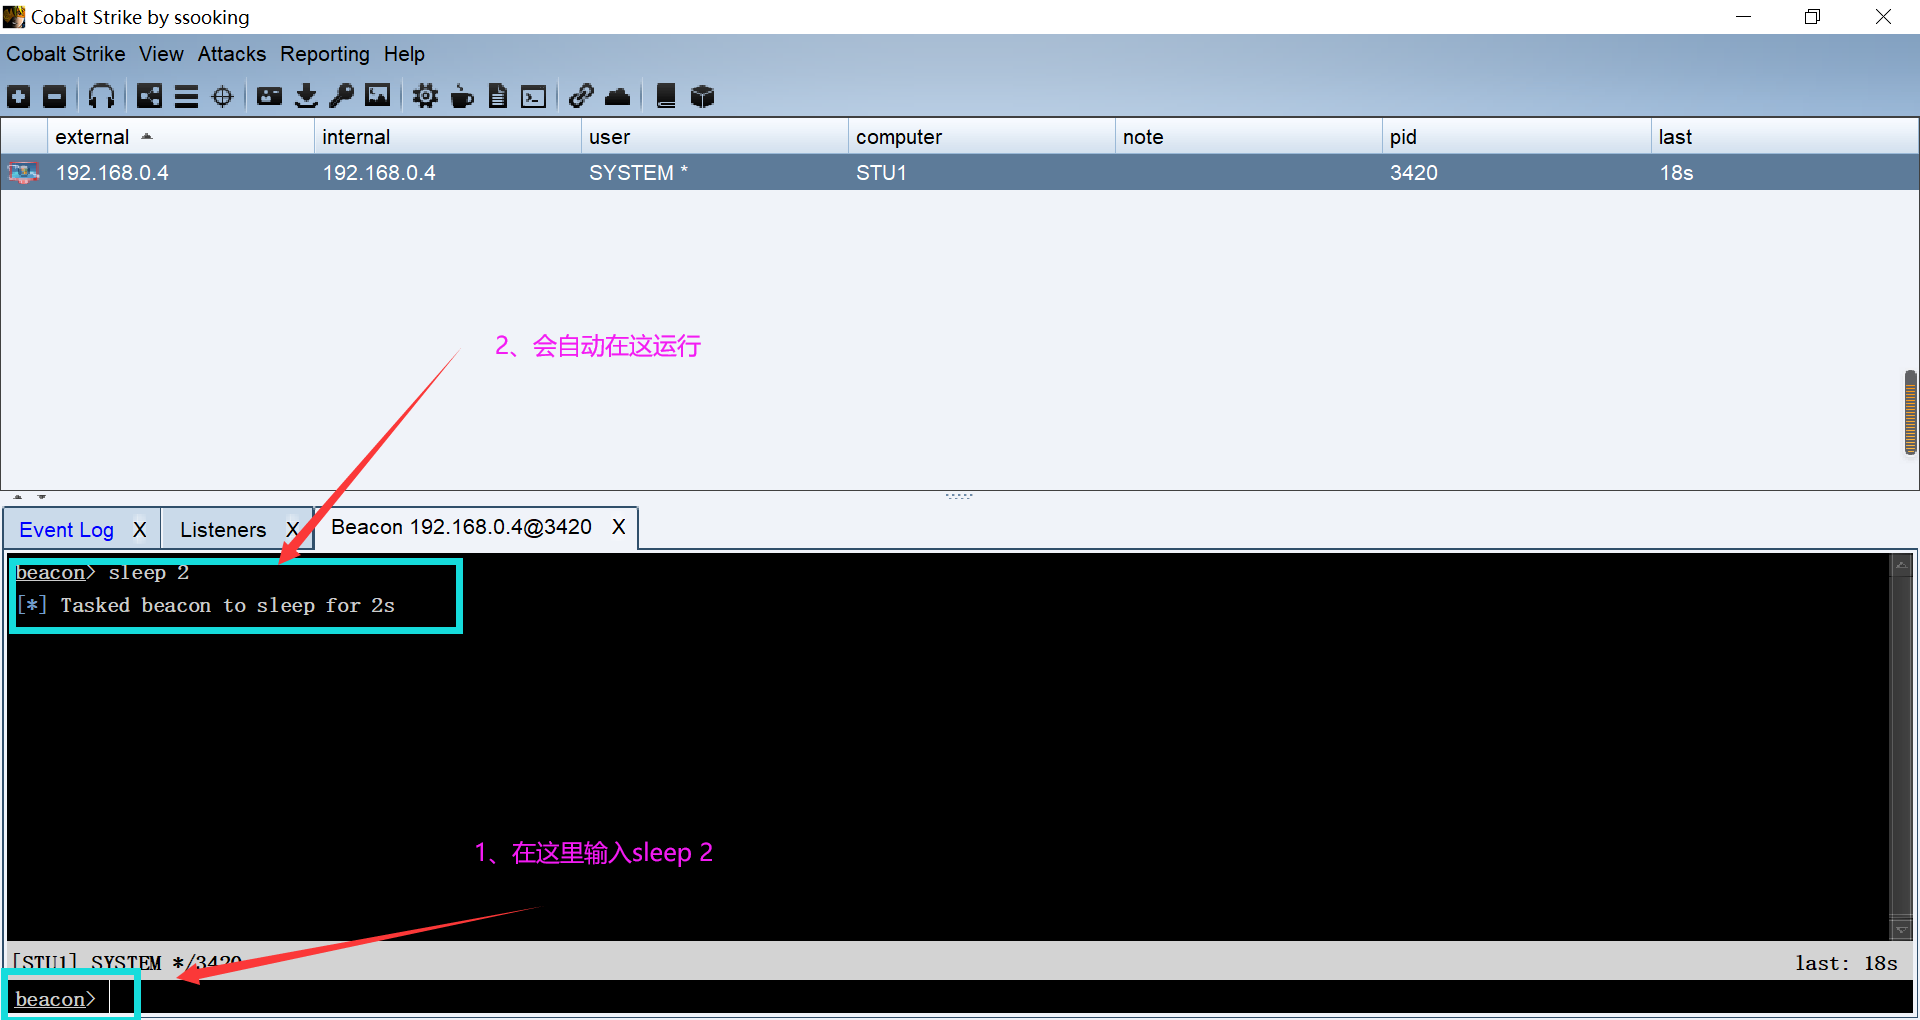 Cobalt Strike by ssooking
Cobalt Strike View Attacks Reporting Help
external internal user computer note pid last
192.168.0.4 192.168.0.4 SYSTEM * STU1 3420 18s
2、会自动在这运行
Event Log X Listeners X Beacon 192.168.0.4@3420 X
beacon> sleep 2
[*] Tasked beacon to sleep for 2s
1、在这里输入sleep 2
[STU1] SYSTEM */3420 last: 18s
beacon>